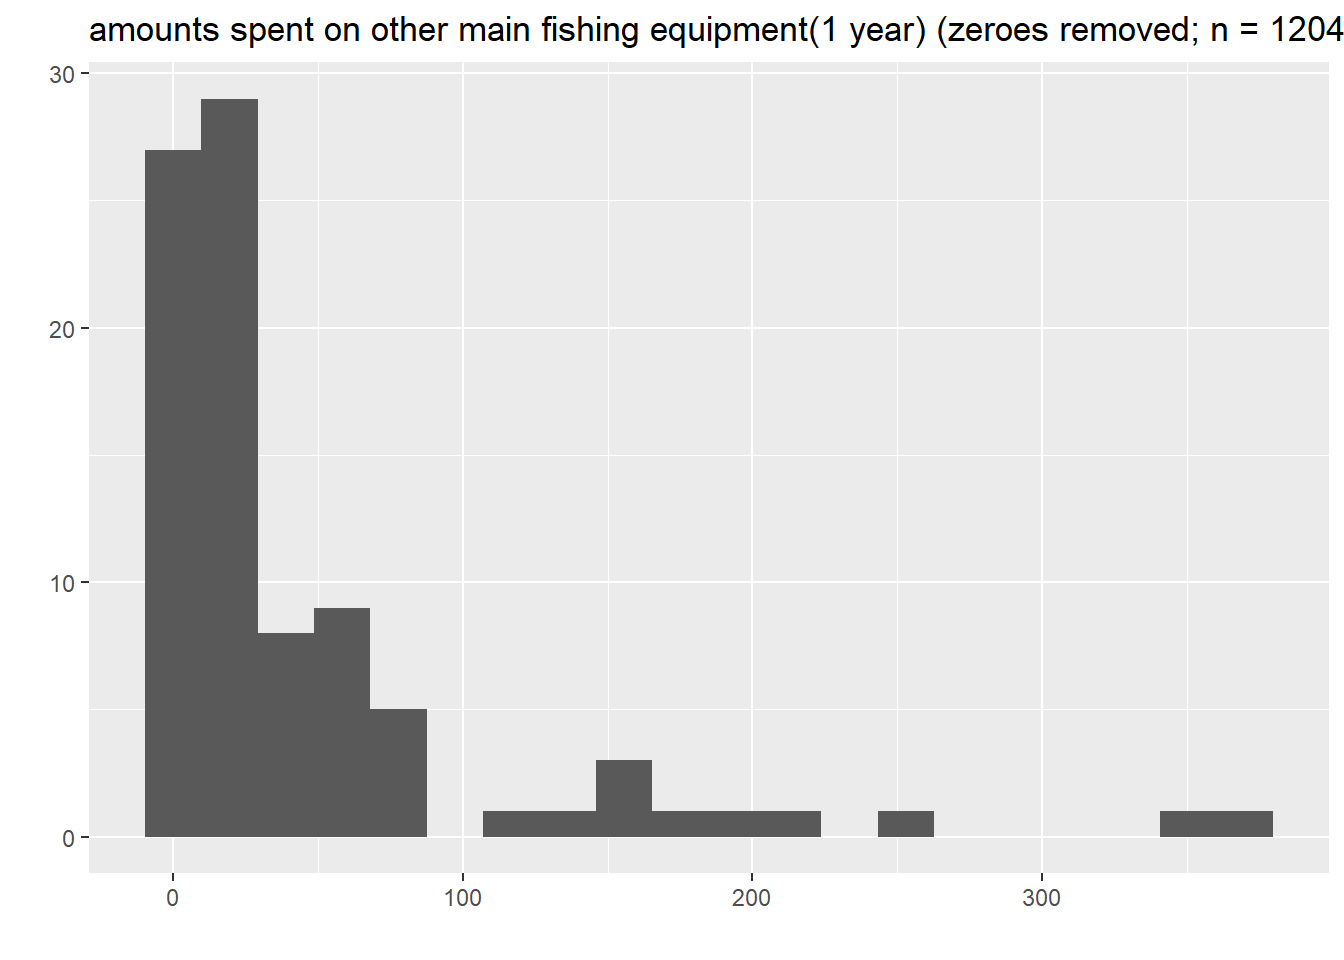 amounts spent on other main fishing equipment(1 year) (zeroes removed; n = 1204
30
20
10
0
0 100 200 300